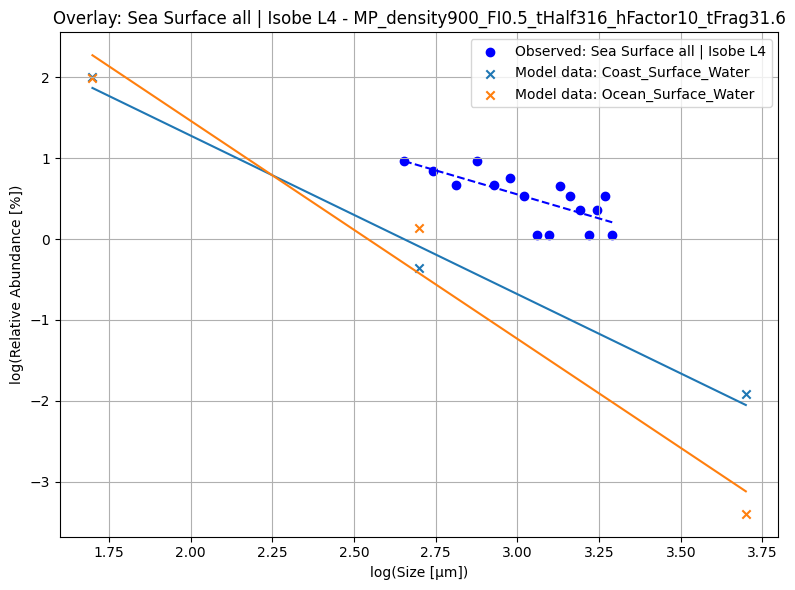 Overlay: Sea Surface all | Isobe L4 - MP_density900_FI0.5_tHalf316_hFactor10_tFrag31.6
Observed: Sea Surface all | Isobe L4
Model data: Coast_Surface_Water
Model data: Ocean_Surface_Water
log(Relative Abundance [%])
2
1
0
−1
−2
−3
1.75 2.00 2.25 2.50 2.75 3.00 3.25 3.50 3.75
log(Size [μm])